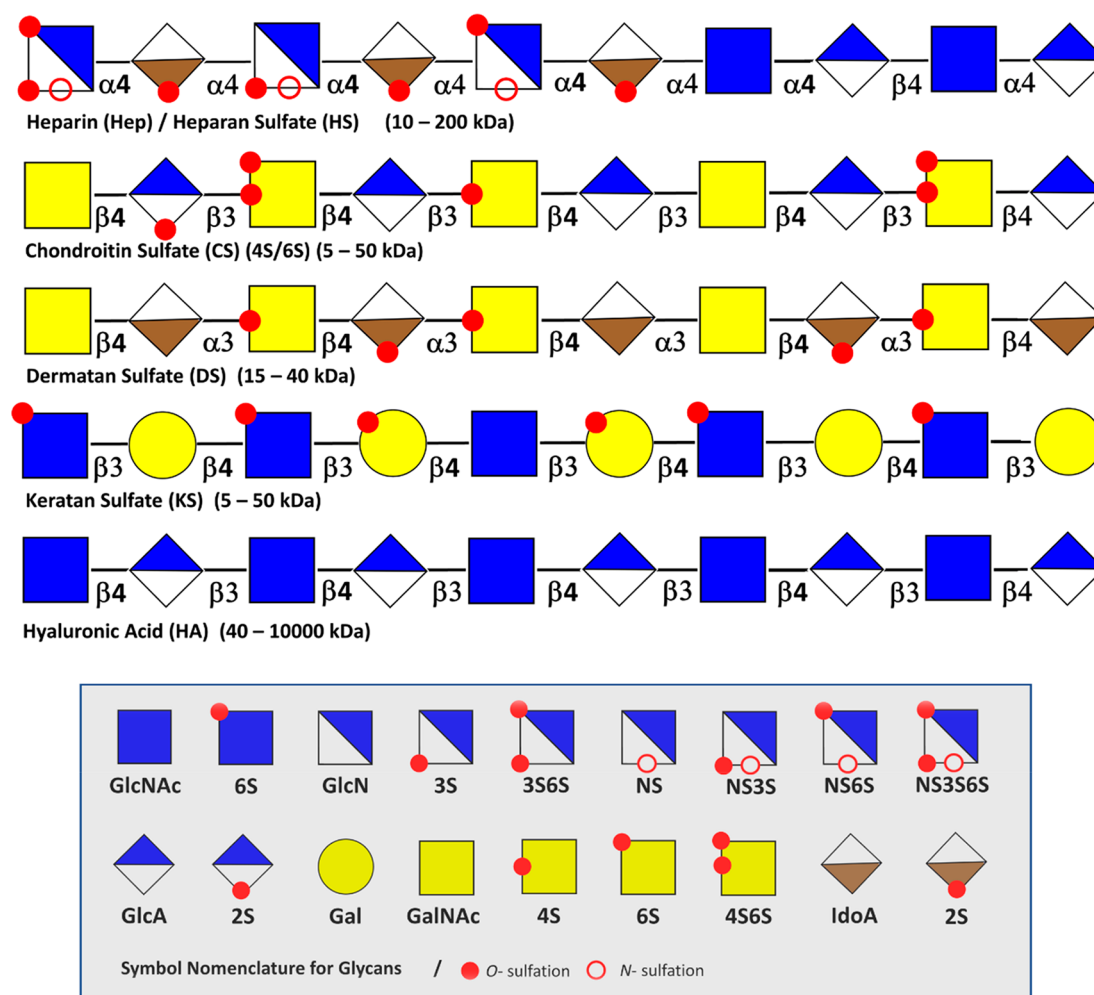 α4 α4 α4 α4 α4 α4 α4 β4 α4
Heparin (Hep) / Heparan Sulfate (HS) (10 – 200 kDa)
β4 β3 β4 β3 β4 β3 β4 β3 β4
Chondroitin Sulfate (CS) (4S/6S) (5 – 50 kDa)
β4 α3 β4 α3 β4 α3 β4 α3 β4
Dermatan Sulfate (DS) (15 – 40 kDa)
β3 β4 β3 β4 β3 β4 β3 β4 β3
Keratan Sulfate (KS) (5 – 50 kDa)
β4 β3 β4 β3 β4 β3 β4 β3 β4
Hyaluronic Acid (HA) (40 – 10000 kDa)
GlcNAc 6S GlcN 3S 3S6S NS NS3S NS6S NS3S6S
GlcA 2S Gal GalNAc 4S 6S 4S6S IdoA 2S
Symbol Nomenclature for Glycans / O- sulfation N- sulfation